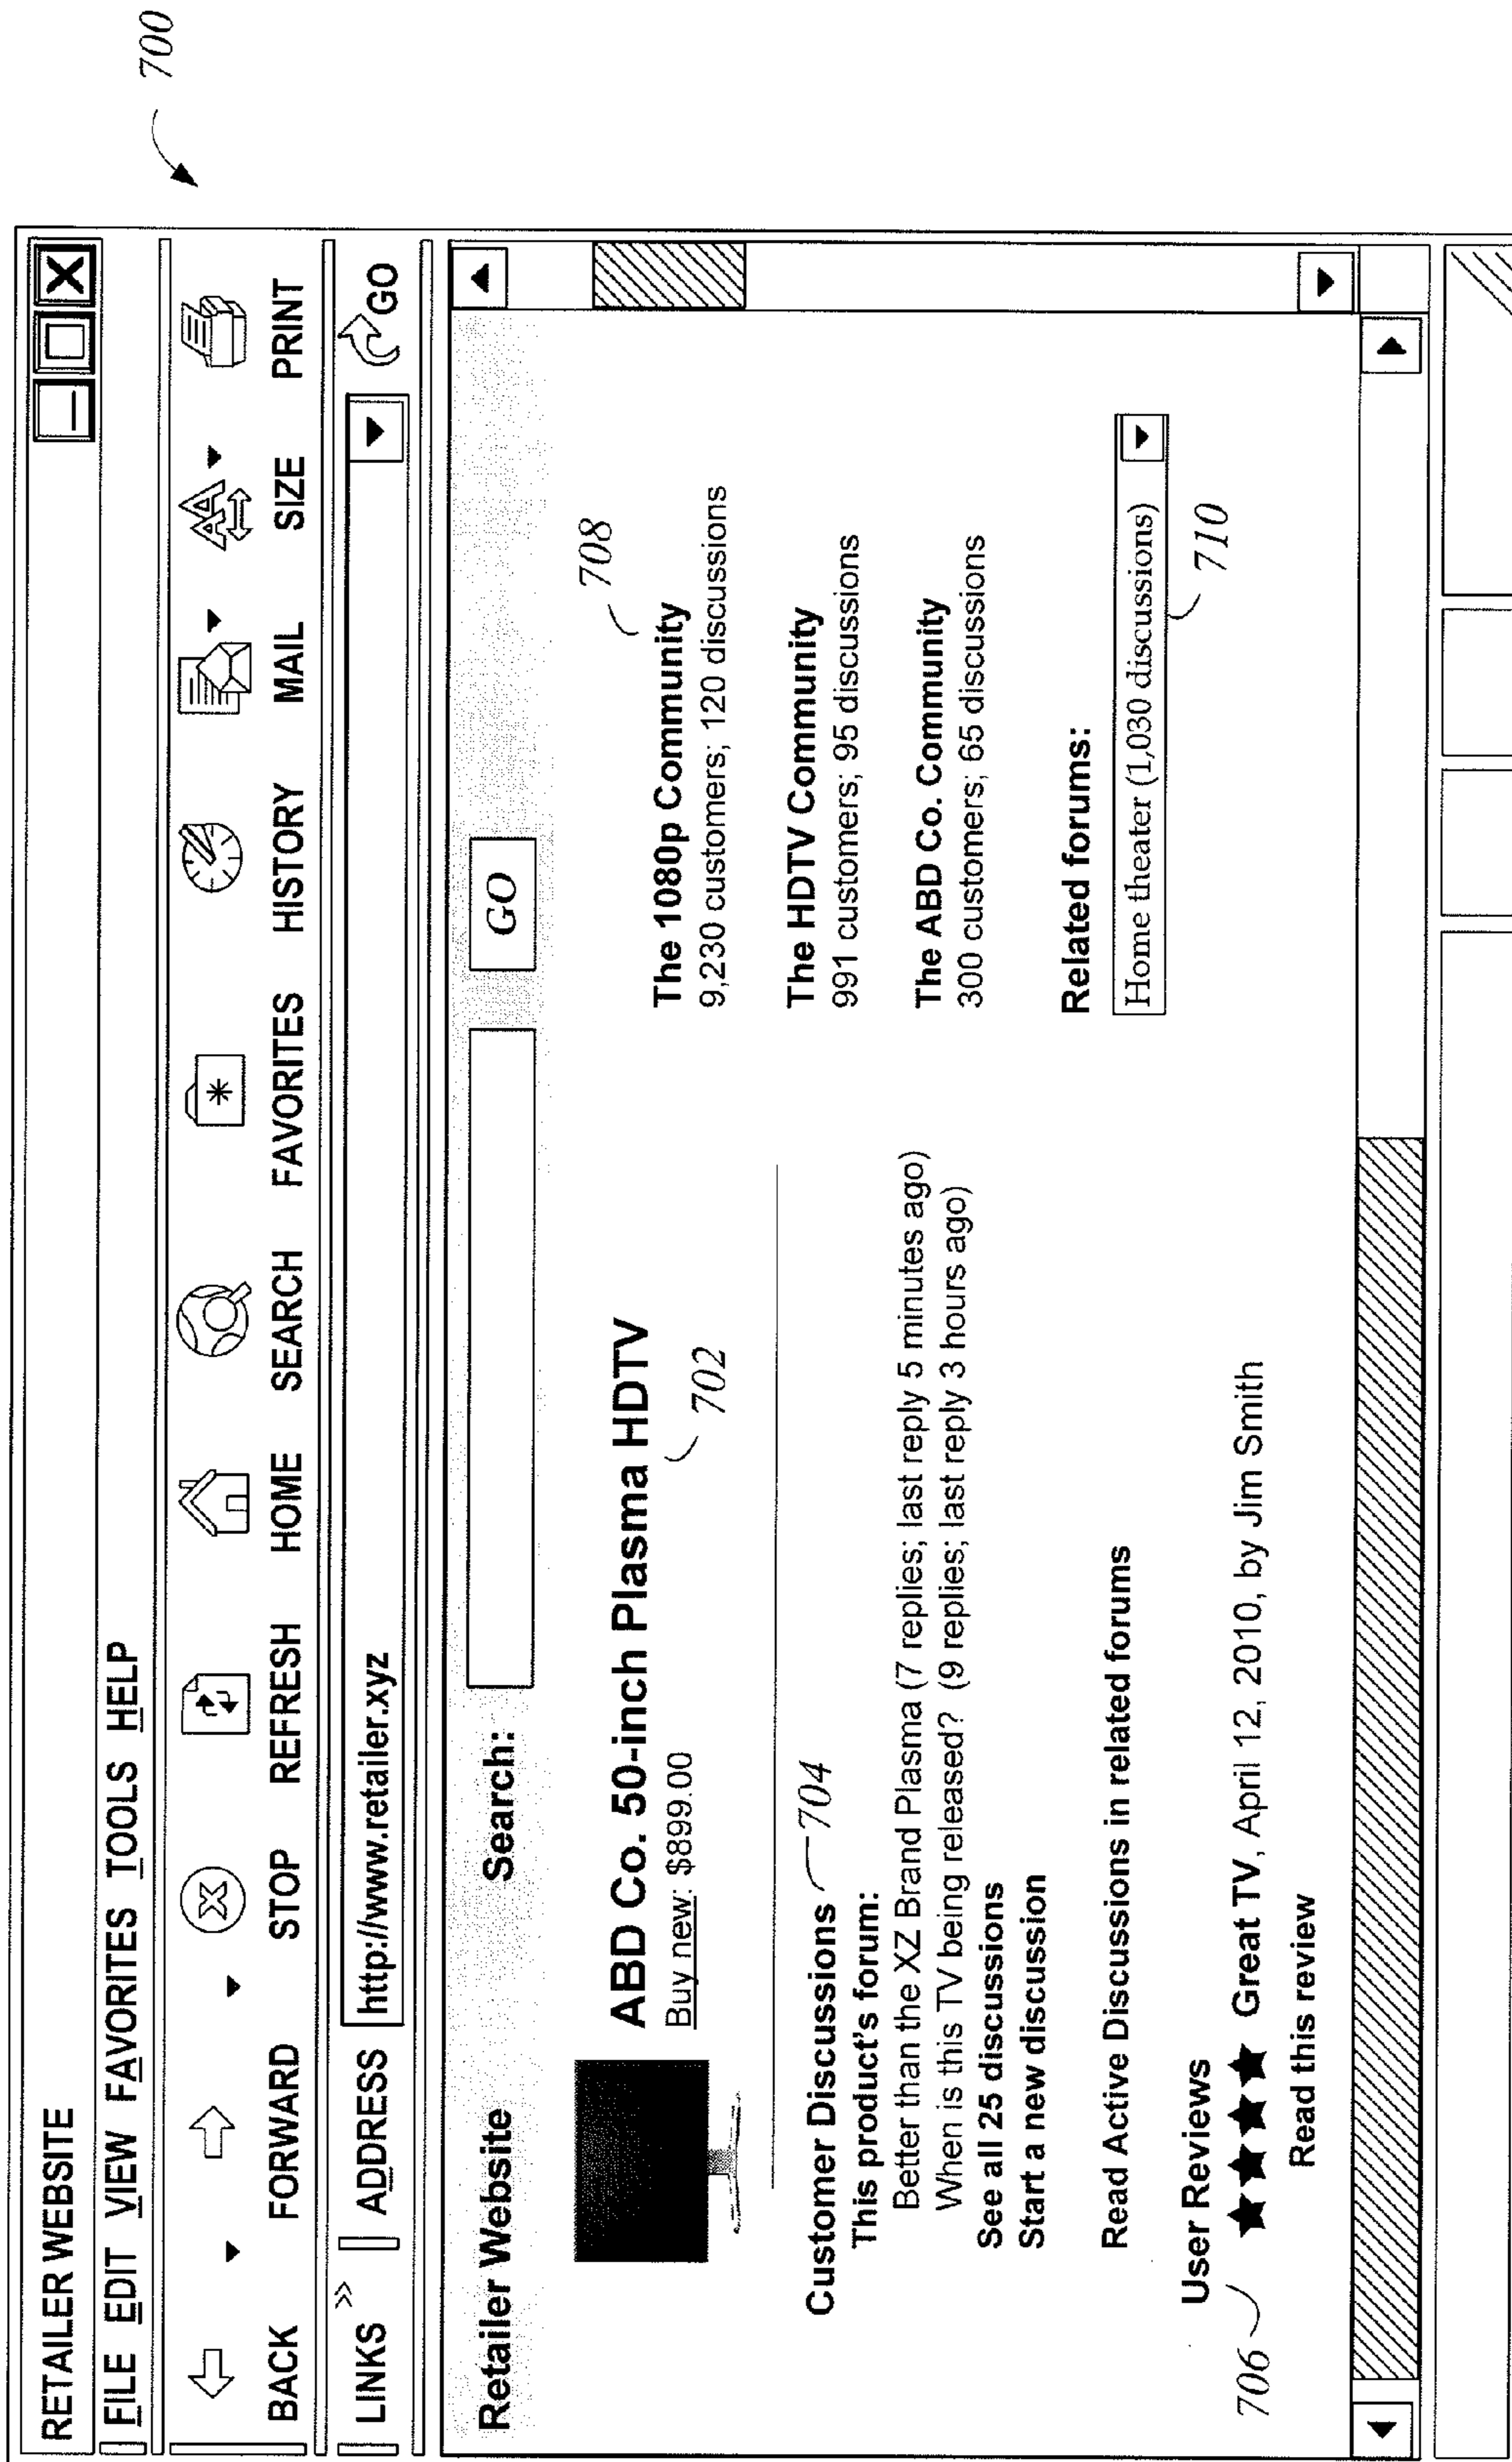 700
RETAILER WEBSITE
FILE EDIT VIEW FAVORITES TOOLS HELP
BACK FORWARD STOP REFRESH HOME SEARCH FAVORITES HISTORY MAIL SIZE PRINT
LINKS » ADDRESS http://www.retailer.xyz GO
Retailer Website Search: GO
ABD Co. 50-inch Plasma HDTV
Buy new: $899.00
702
Customer Discussions 704
This product's forum:
Better than the XZ Brand Plasma (7 replies; last reply 5 minutes ago)
When is this TV being released? (9 replies; last reply 3 hours ago)
See all 25 discussions
Start a new discussion
Read Active Discussions in related forums
User Reviews
706 ★★★★ Great TV, April 12, 2010, by Jim Smith
Read this review
708
The 1080p Community
9,230 customers; 120 discussions
The HDTV Community
991 customers; 95 discussions
The ABD Co. Community
300 customers; 65 discussions
Related forums:
Home theater (1,030 discussions)
710